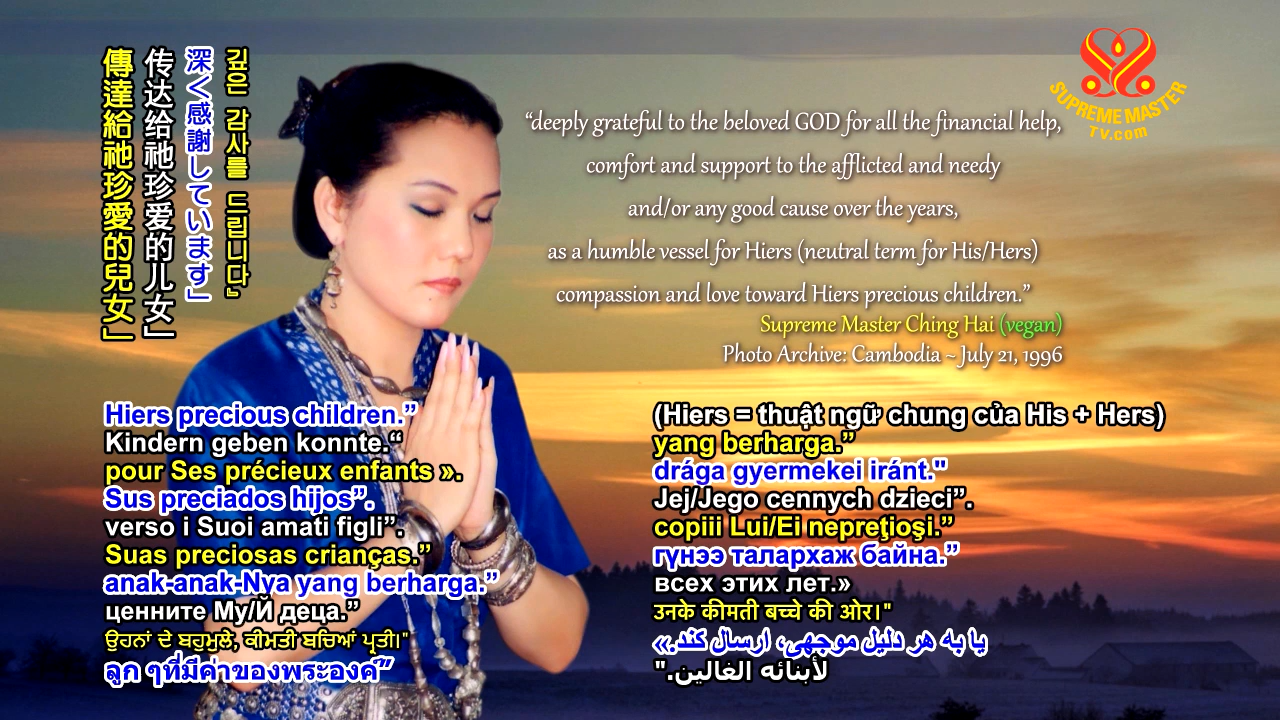 傳達給祂珍愛的兒女」
传达给祂珍爱的儿女」
深く感謝しています」
깊은 감사를 드립니다』
SUPREME MASTER
TV.com
“deeply grateful to the beloved GOD for all the financial help,
comfort and support to the afflicted and needy
and/or any good cause over the years,
as a humble vessel for Hiers (neutral term for His/Hers)
compassion and love toward Hiers precious children.”
Supreme Master Ching Hai (vegan)
Photo Archive: Cambodia ~ July 21, 1996
Hiers precious children.”
Kindern geben konnte.“
pour Ses précieux enfants ».
Sus preciados hijos”.
verso i Suoi amati figli”.
Suas preciosas crianças.”
anak-anak-Nya yang berharga.”
ценните Му/Й деца.”
ਉਹਨਾਂ ਦੇ ਬਹੁਮੁਲੇ, ਕੀਮਤੀ ਬਚਿਆਂ ਪ੍ਰਤੀ।"
ลูก ๆที่มีค่าของพระองค์”
(Hiers = thuật ngữ chung của His + Hers)
yang berharga.”
drága gyermekei iránt."
Jej/Jego cennych dzieci”.
copiii Lui/Ei neprețioși.”
гүнээ талархаж байна.”
всех этих лет.»
उनके कीमती बच्चे की ओर।"
یا به هر دلیل موجهی، ارسال کند.»
لأبنائه الغالين."